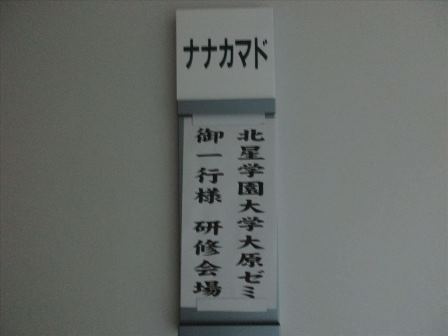 ナナカマド
北星学園大学大原ゼミ
御一行様 研修会場